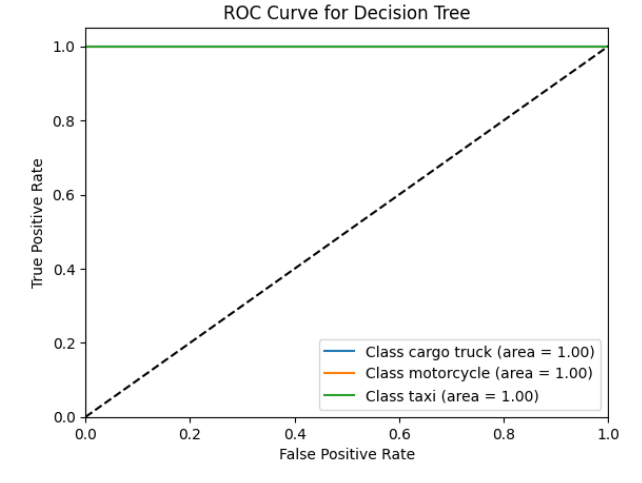 ROC Curve for Decision Tree
1.0
0.8
0.6
0.4
0.2
0.0
True Positive Rate
Class cargo truck (area = 1.00)
Class motorcycle (area = 1.00)
Class taxi (area = 1.00)
0.0 0.2 0.4 0.6 0.8 1.0
False Positive Rate